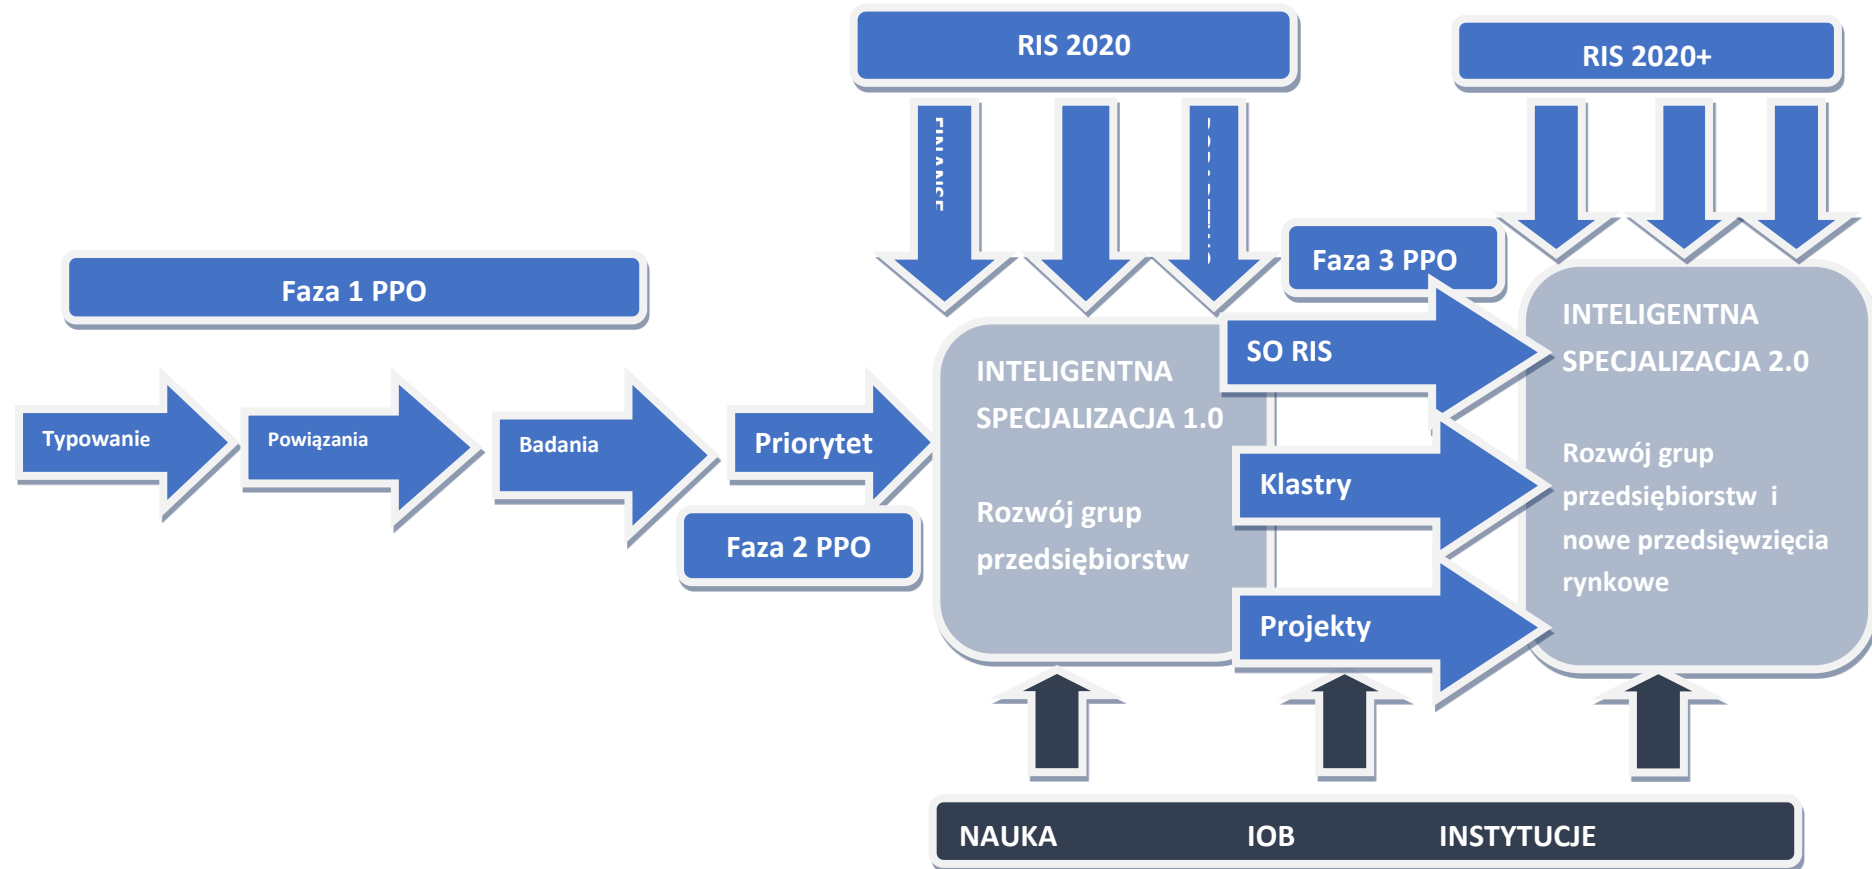 RIS 2020
RIS 2020+
FINANSE
Faza 3 PPO
Faza 1 PPO
Typowanie
Powiązania
Badania
Priorytet
Faza 2 PPO
INTELIGENTNA
SPECJALIZACJA 1.0
Rozwój grup
przedsiębiorstw
SO RIS
Klastry
Projekty
INTELIGENTNA
SPECJALIZACJA 2.0
Rozwój grup
przedsiębiorstw i
nowe przedsięwzięcia
rynkowe
NAUKA IOB INSTYTUCJE